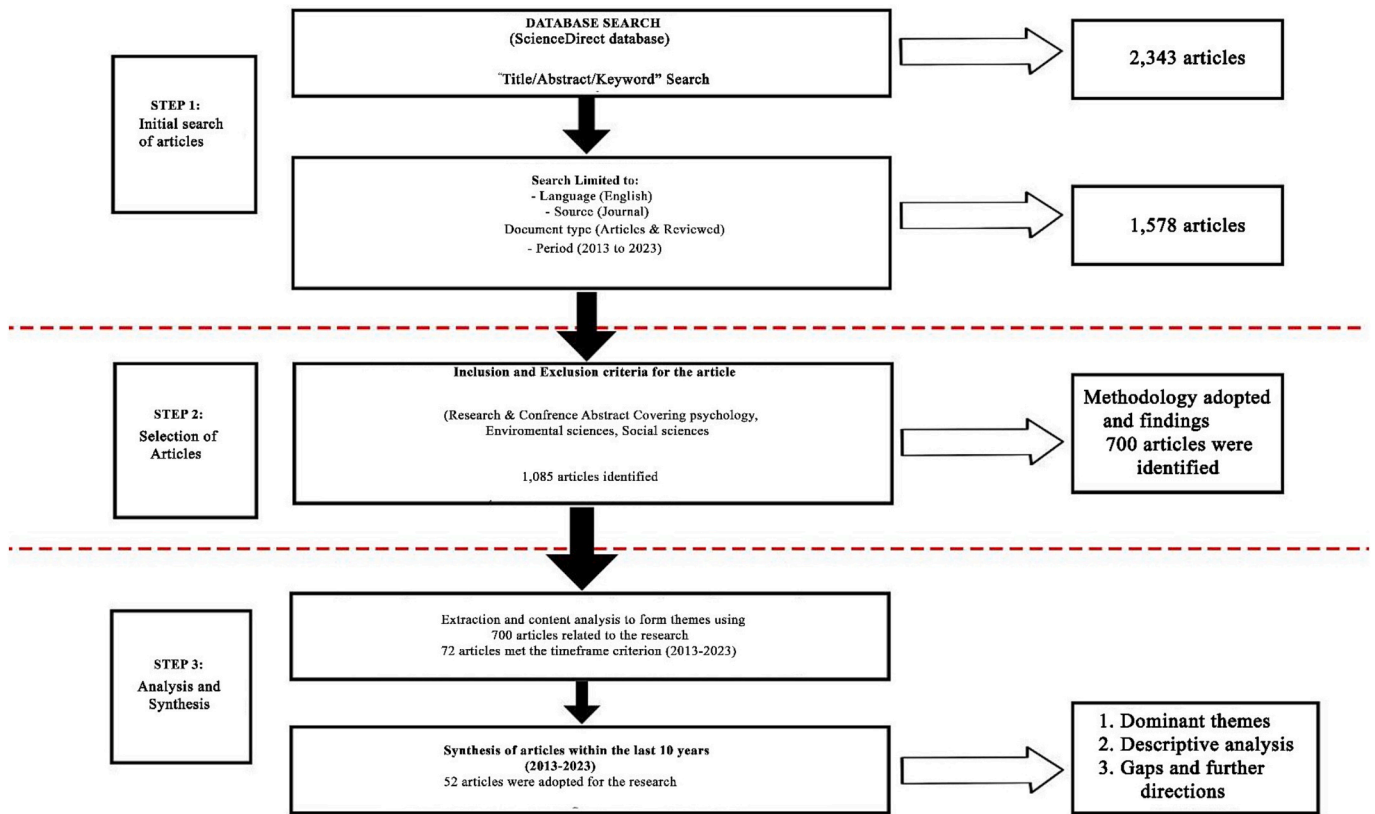 DATABASE SEARCH
(ScienceDirect database)
"Title/Abstract/Keyword” Search
2,343 articles
STEP 1:
Initial search
of articles
Search Limited to:
- Language (English)
- Source (Journal)
Document type (Articles & Reviewed)
- Period (2013 to 2023)
1,578 articles
STEP 2:
Selection of
Articles
Inclusion and Exclusion criteria for the article
(Research & Confrence Abstract Covering psychology,
Enviromental sciences, Social sciences
1,085 articles identified
Methodology adopted
and findings
700 articles were
identified
STEP 3:
Analysis and
Synthesis
Extraction and content analysis to form themes using
700 articles related to the research
72 articles met the timeframe criterion (2013-2023)
Synthesis of articles within the last 10 years
(2013-2023)
52 articles were adopted for the research
1. Dominant themes
2. Descriptive analysis
3. Gaps and further
directions